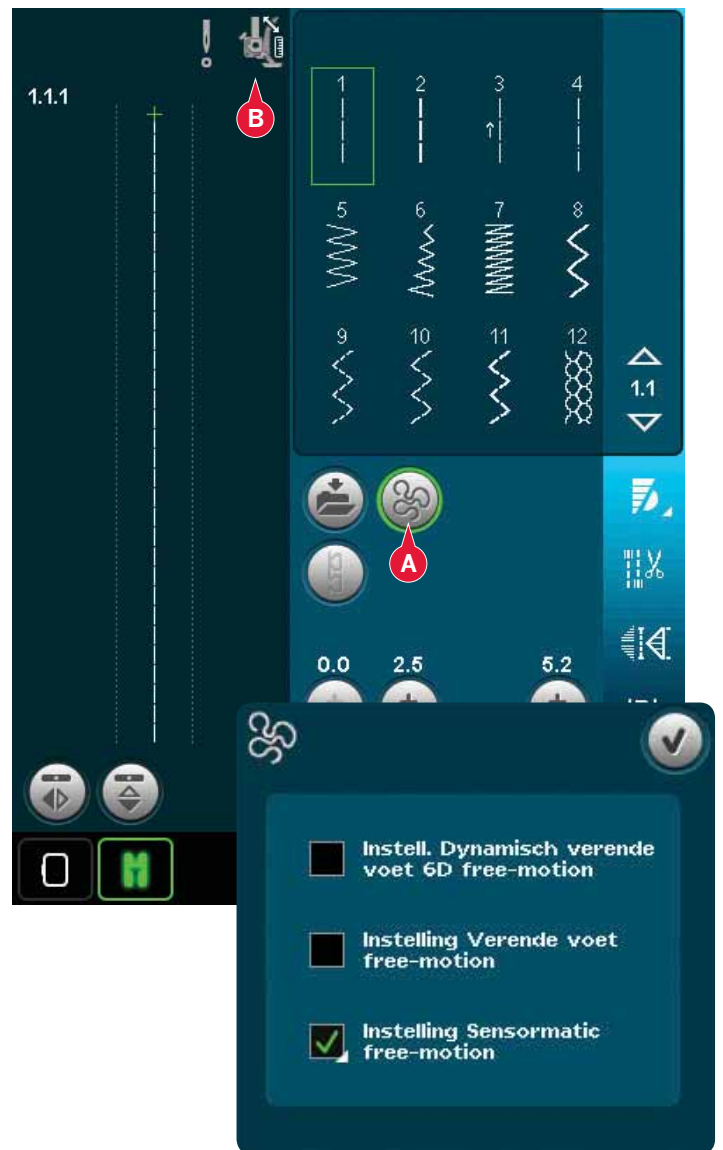 B
1.1.1
1 2 3 4
5 6 7 8
9 10 11 12
1.1
A
0.0 2.5 5.2
Instell. Dynamisch verende
voet 6D free-motion
Instelling Verende voet
free-motion
Instelling Sensormatic
free-motion